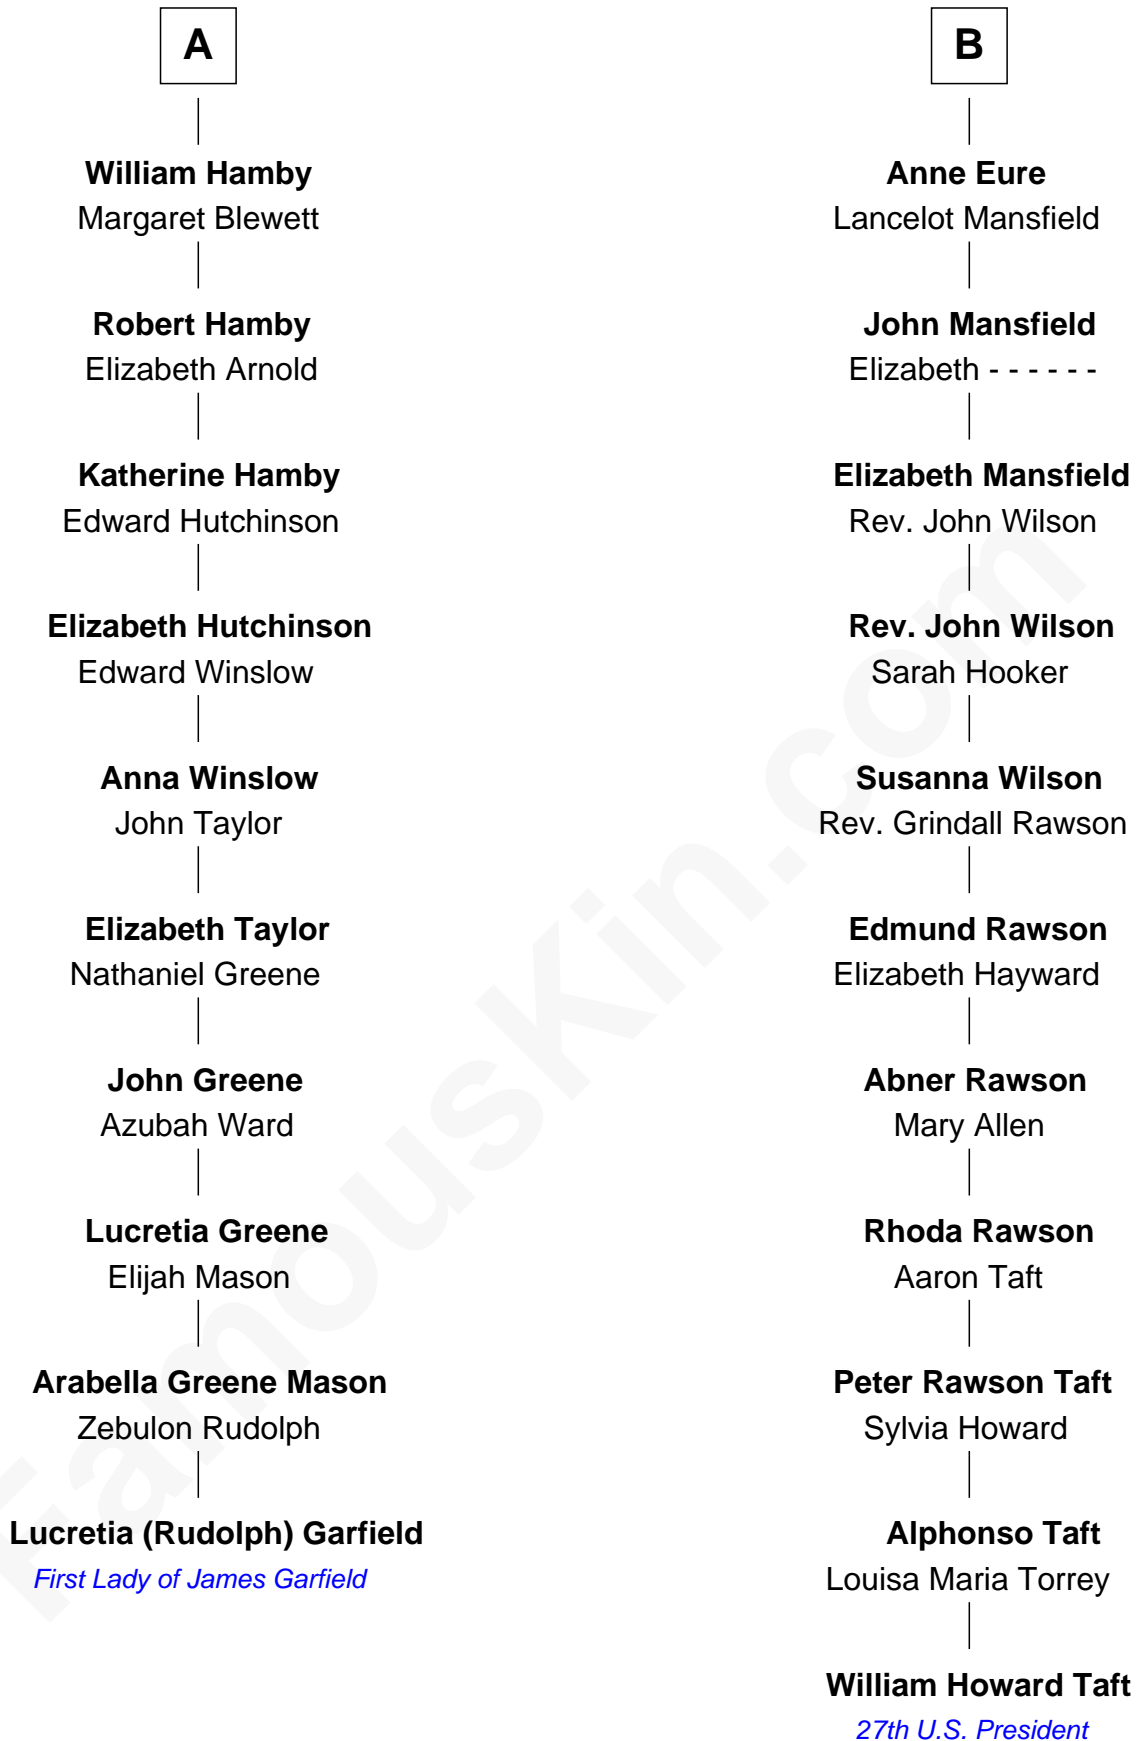 A
William Hamby
Margaret Blewett
Robert Hamby
Elizabeth Arnold
Katherine Hamby
Edward Hutchinson
Elizabeth Hutchinson
Edward Winslow
Anna Winslow
John Taylor
Elizabeth Taylor
Nathaniel Greene
John Greene
Azubah Ward
Lucretia Greene
Elijah Mason
Arabella Greene Mason
Zebulon Rudolph
Lucretia (Rudolph) Garfield
First Lady of James Garfield
B
Anne Eure
Lancelot Mansfield
John Mansfield
Elizabeth - - - - - -
Elizabeth Mansfield
Rev. John Wilson
Rev. John Wilson
Sarah Hooker
Susanna Wilson
Rev. Grindall Rawson
Edmund Rawson
Elizabeth Hayward
Abner Rawson
Mary Allen
Rhoda Rawson
Aaron Taft
Peter Rawson Taft
Sylvia Howard
Alphonso Taft
Louisa Maria Torrey
William Howard Taft
27th U.S. President
FamousKin.com